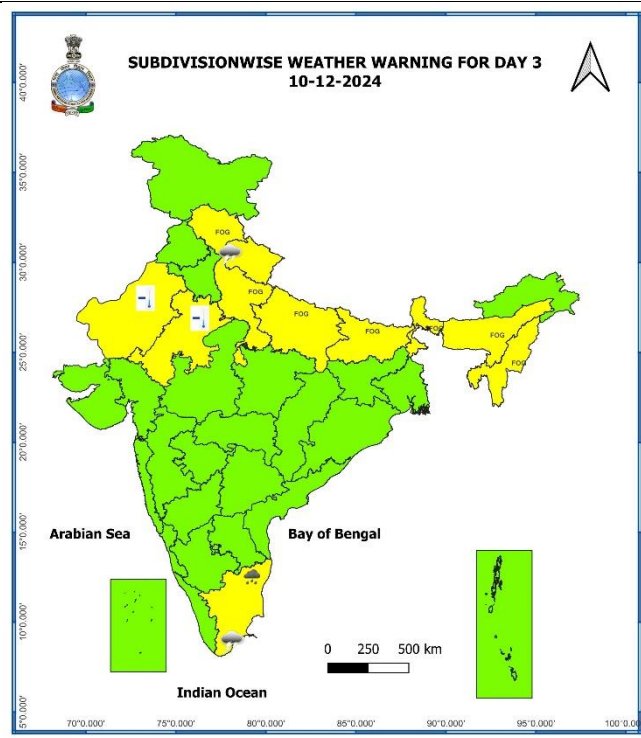 SUBDIVISIONWISE WEATHER WARNING FOR DAY 3
10-12-2024
40°0.000'
35°0.000'
FOG
30°0.000'
FOG
FOG
FOG
FOG
FOG
25°0.000'
FOG
20°0.000'
15°0.000'
Arabian Sea
Bay of Bengal
10°0.000'
0 250 500 km
Indian Ocean
5°0.000'
70°0.000' 75°0.000' 80°0.000' 85°0.000' 90°0.000' 95°0.000' 100°0.0